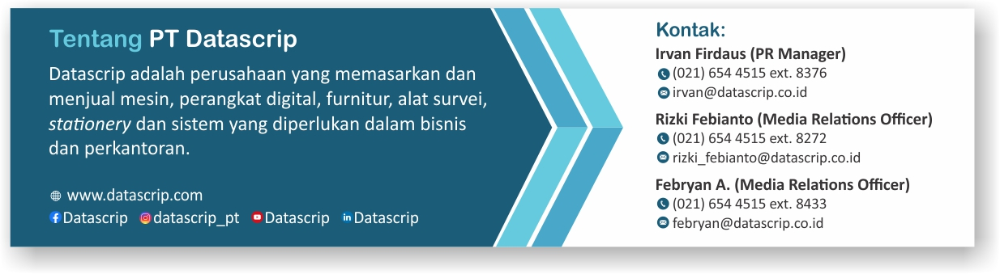 Tentang PT Datascrip
Datascrip adalah perusahaan yang memasarkan dan
menjual mesin, perangkat digital, furnitur, alat survei,
stationery dan sistem yang diperlukan dalam bisnis
dan perkantoran.
www.datascrip.com
Datascrip datascrip_pt Datascrip Datascrip
Kontak:
Irvan Firdaus (PR Manager)
(021) 654 4515 ext. 8376
irvan@datascrip.co.id
Rizki Febianto (Media Relations Officer)
(021) 654 4515 ext. 8272
rizki_febianto@datascrip.co.id
Febryan A. (Media Relations Officer)
(021) 654 4515 ext. 8433
febryan@datascrip.co.id